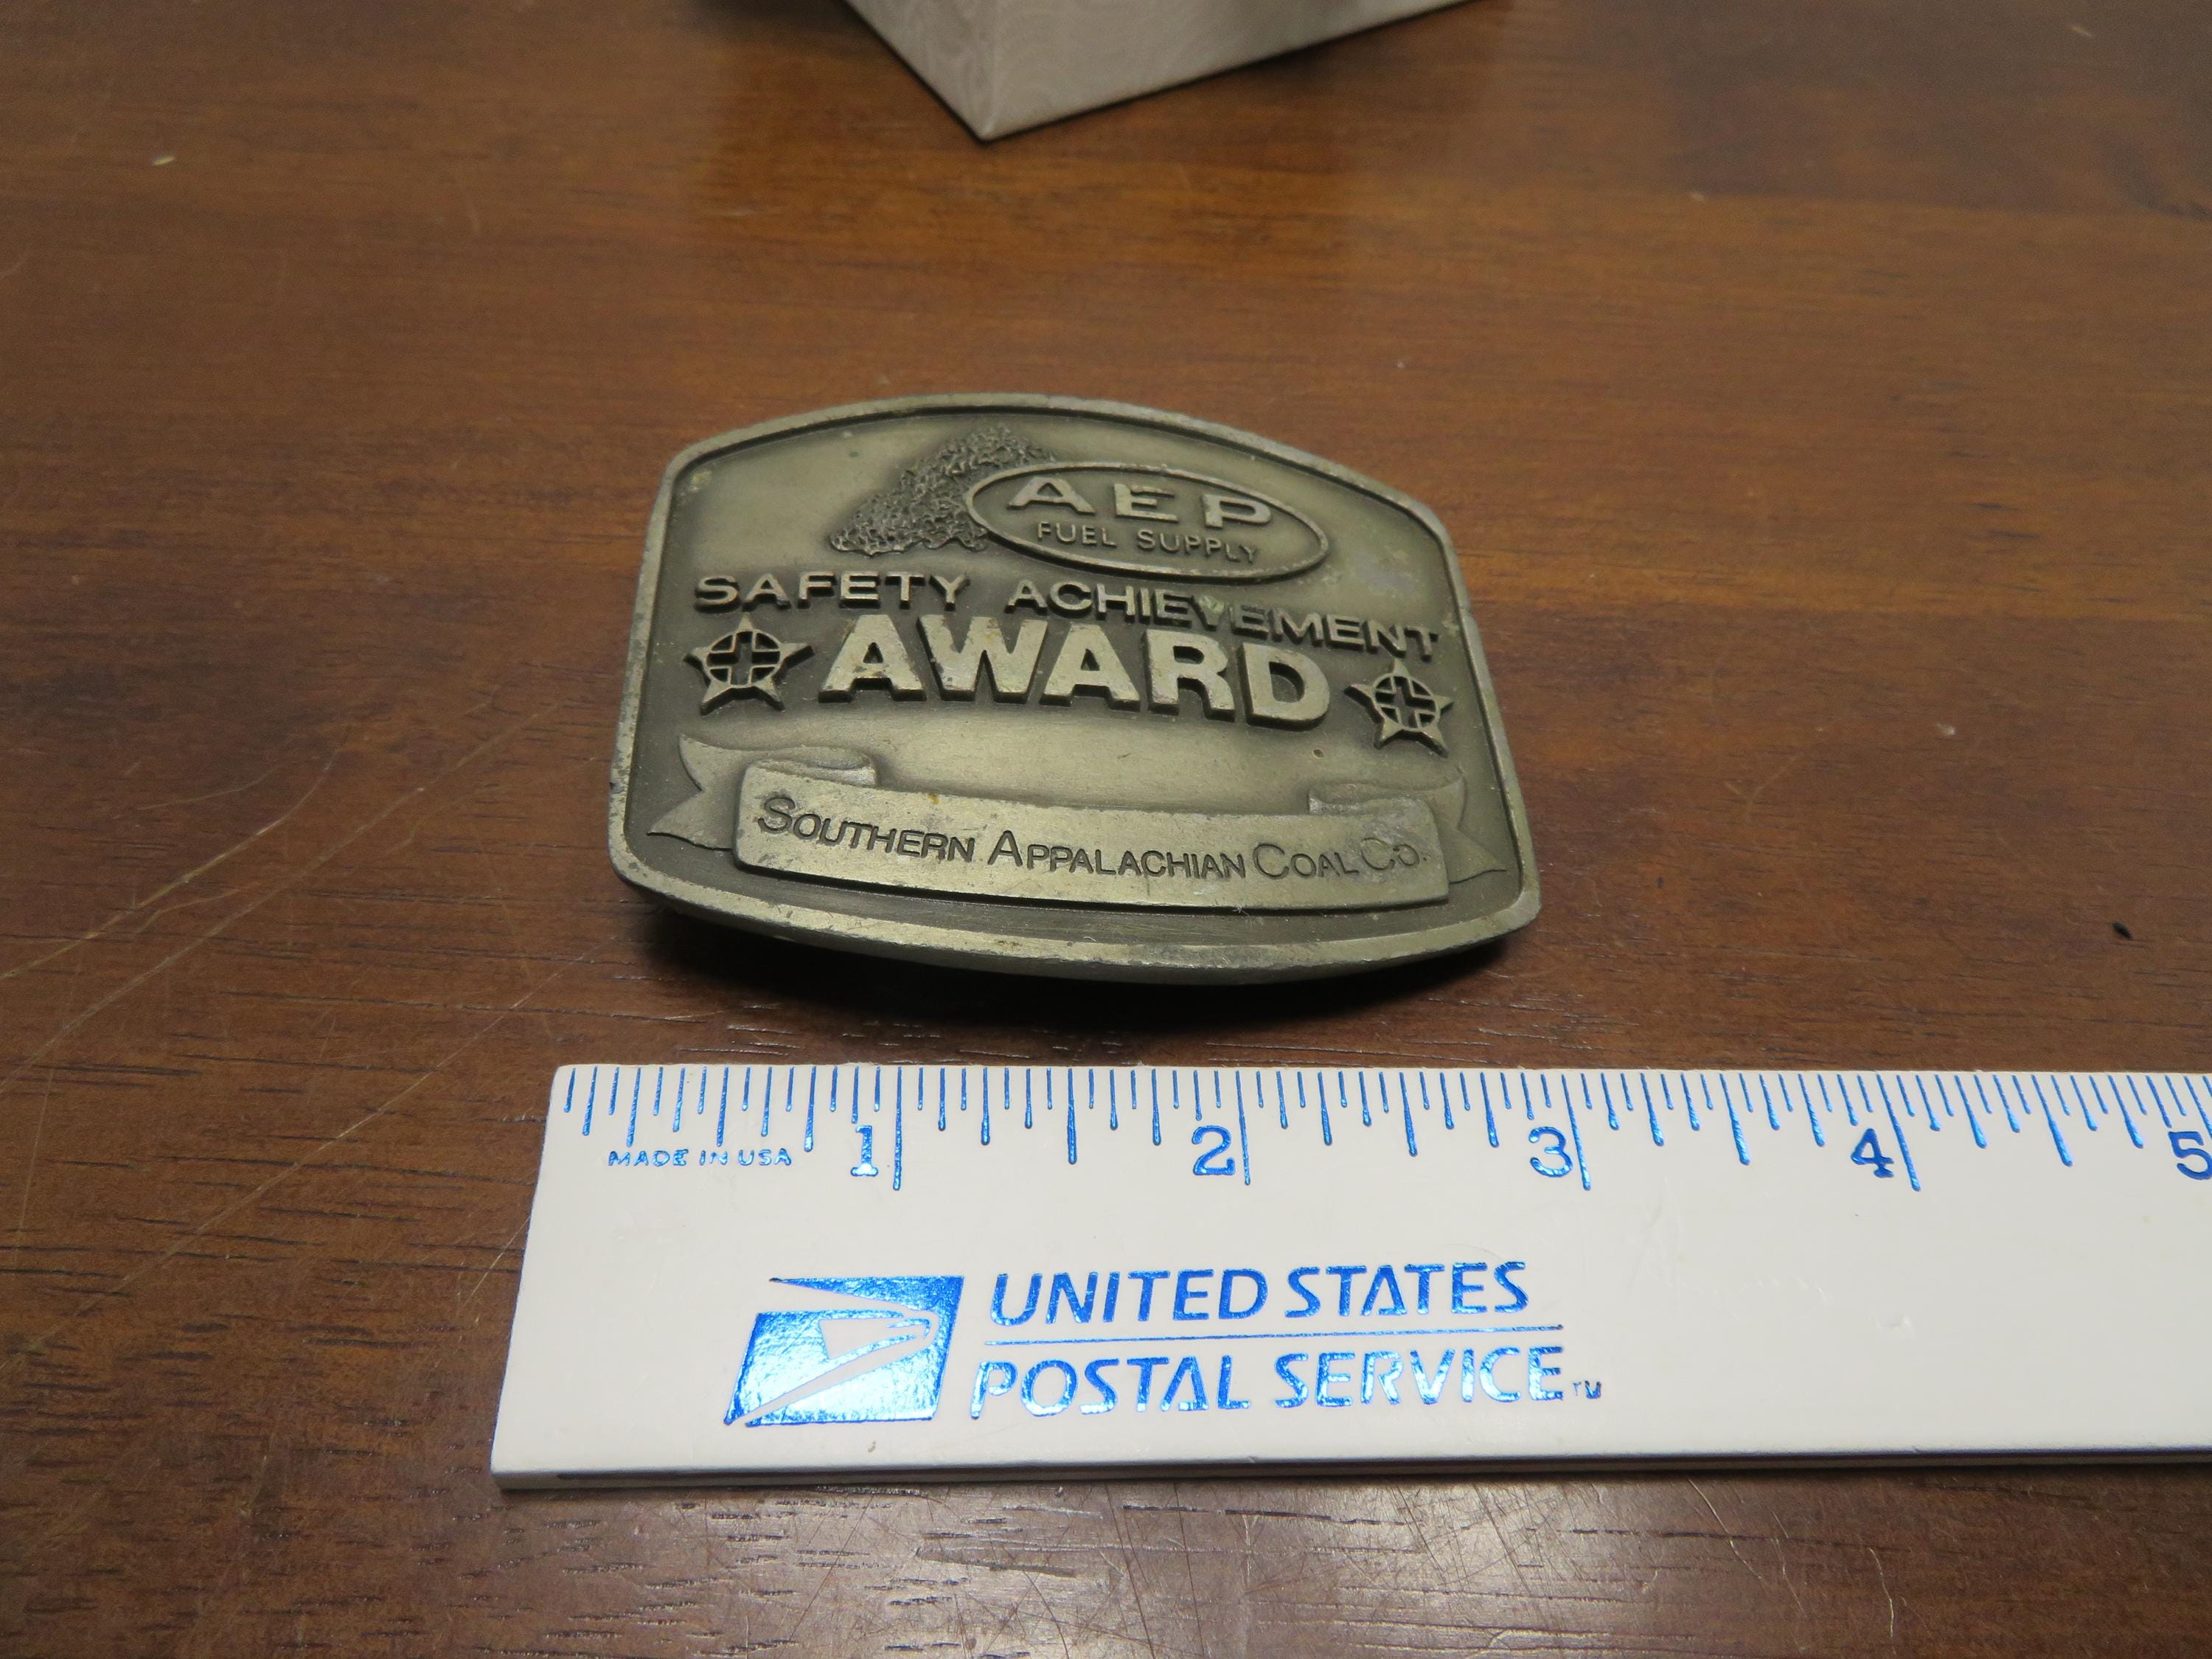 AEP
FUEL SUPPLY
SAFETY ACHIEVEMENT
AWARD
SOUTHERN APPALACHIAN COAL CO.
1 2 3 4 5
MADE IN USA
UNITED STATES
POSTAL SERVICE TM